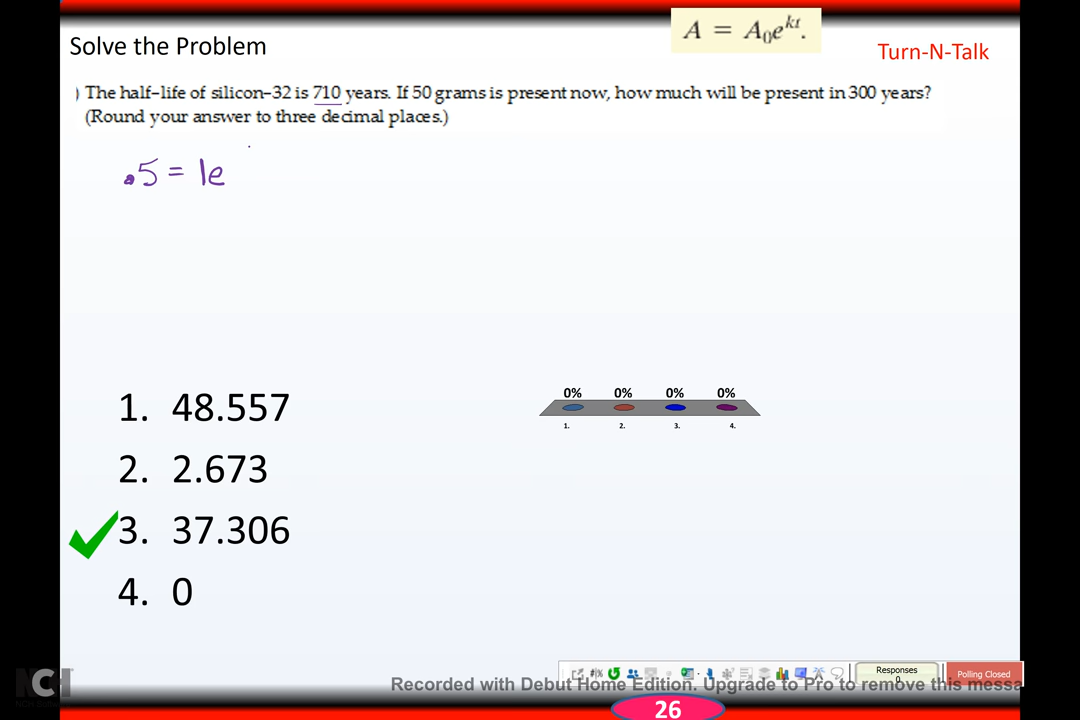 A = A₀eᵏᵗ.
Solve the Problem
Turn-N-Talk
) The half-life of silicon-32 is 710 years. If 50 grams is present now, how much will be present in 300 years?
(Round your answer to three decimal places.)
.5 = 1e
1. 48.557
2. 2.673
3. 37.306
4. 0
0% 0% 0% 0%
1. 2. 3. 4.
Responses
0
Polling Closed
Recorded with Debut Home Edition. Upgrade to Pro to remove this messa
NCH
26